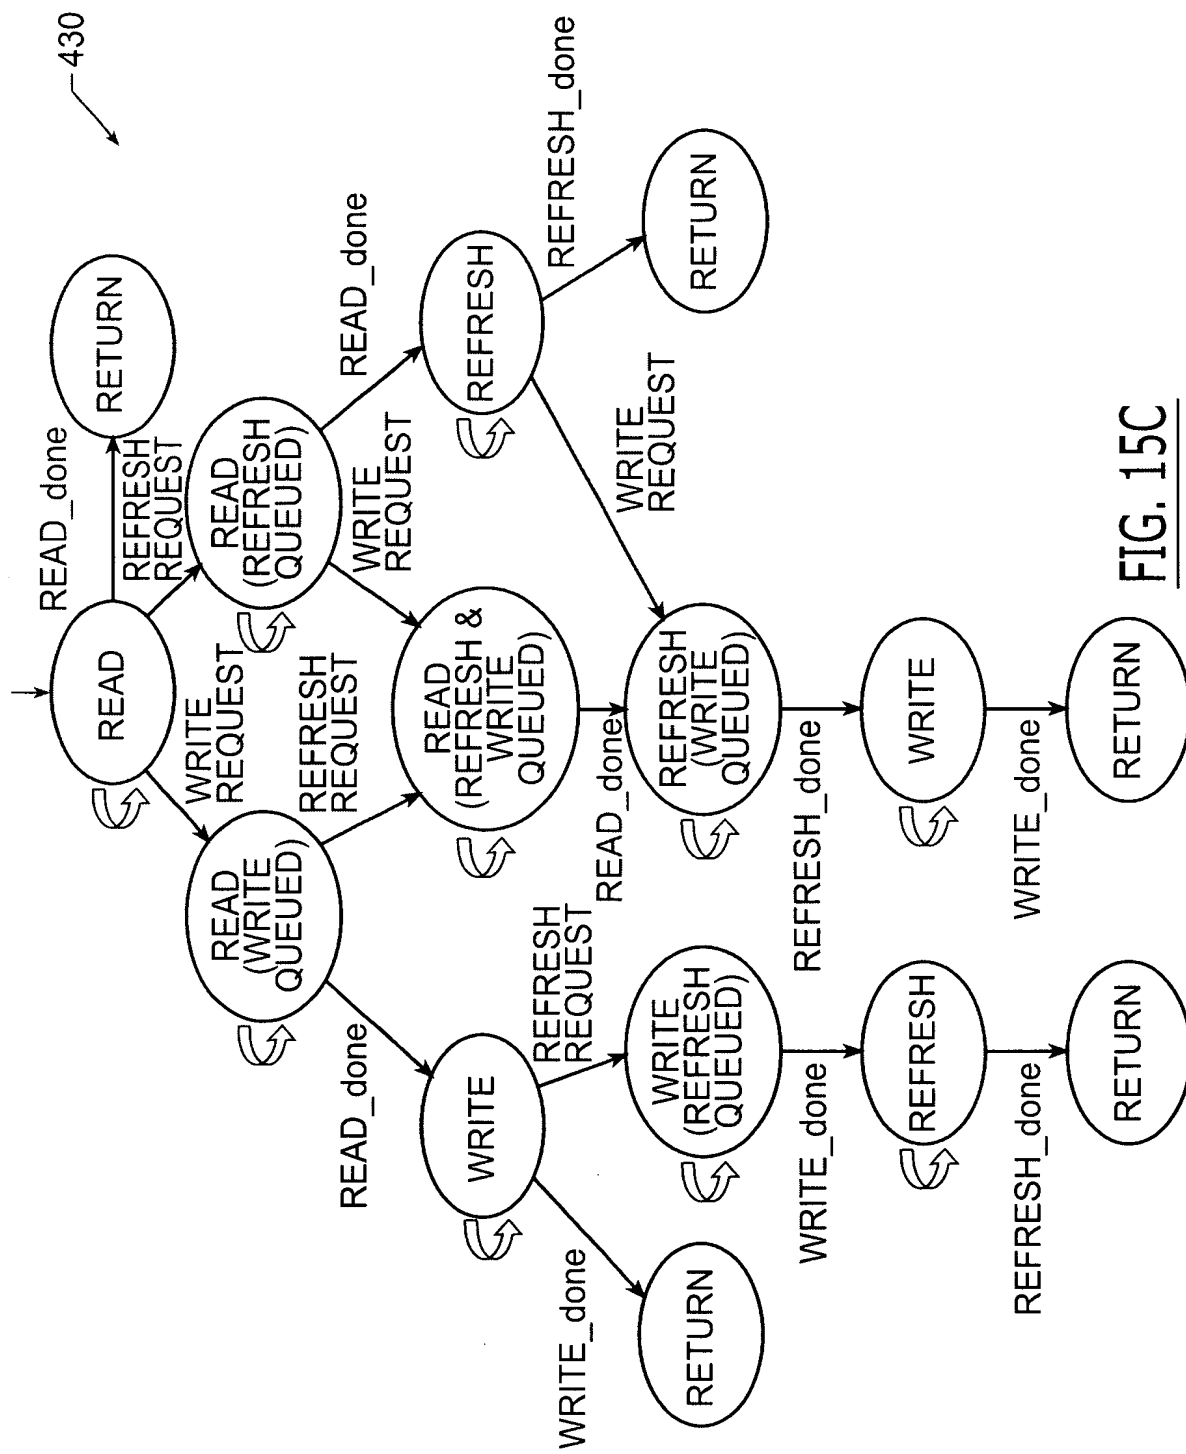 430
READ_done
READ
RETURN
REFRESH
REQUEST
WRITE
REQUEST
READ
(WRITE
QUEUED)
REFRESH
REQUEST
READ
(REFRESH
QUEUED)
WRITE
REQUEST
READ_done
READ_done
READ
(REFRESH &
WRITE
QUEUED)
WRITE
REFRESH
REFRESH_done
REFRESH
REQUEST
READ_done
WRITE
REQUEST
WRITE_done
RETURN
WRITE
(REFRESH
QUEUED)
REFRESH
(WRITE
QUEUED)
RETURN
WRITE_done
REFRESH_done
REFRESH
WRITE
REFRESH_done
WRITE_done
RETURN
RETURN
FIG. 15C